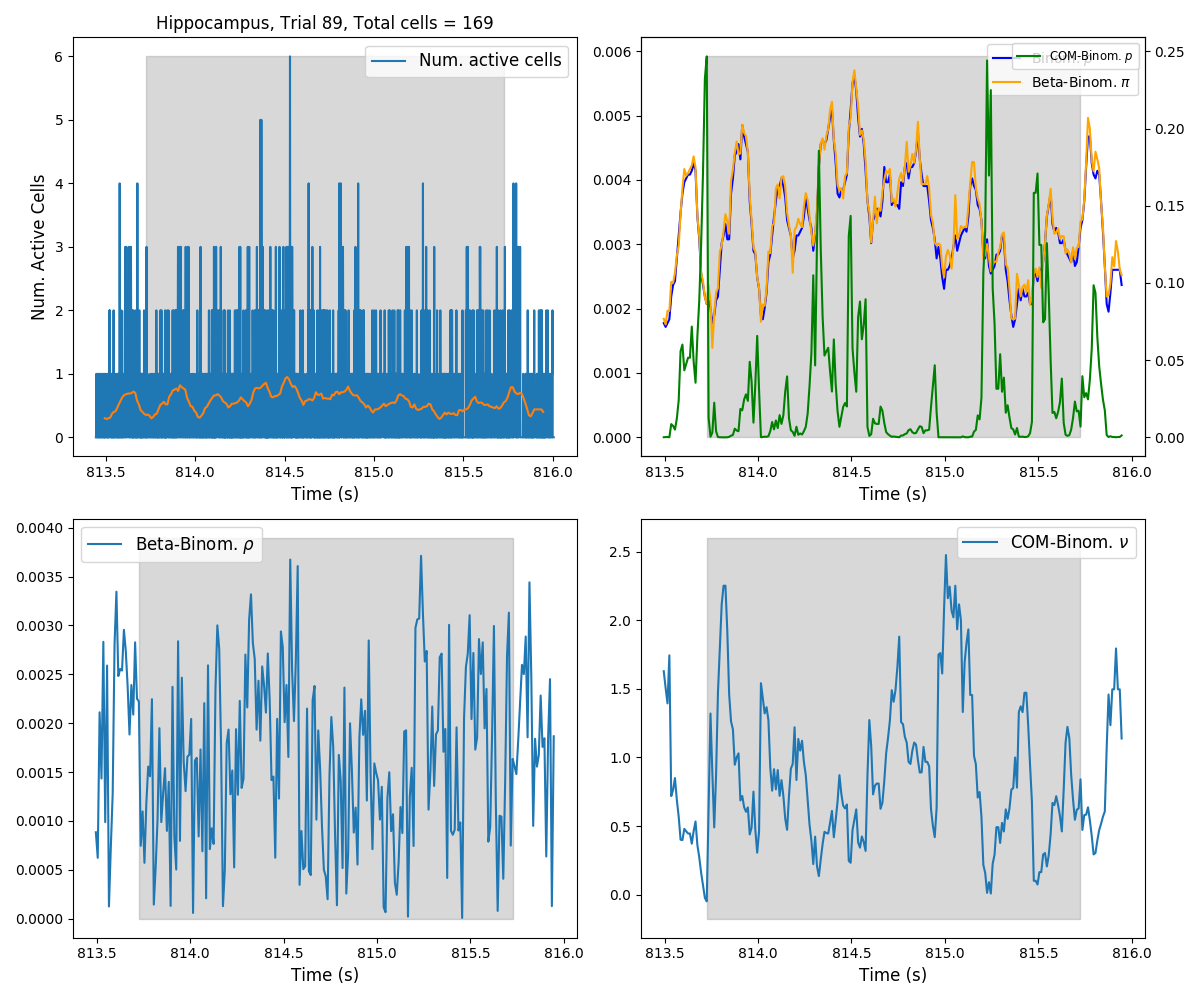 Hippocampus, Trial 89, Total cells = 169
Num. active cells
Num. Active Cells
6
5
4
3
2
1
0
813.5 814.0 814.5 815.0 815.5 816.0
Time (s)
COM-Binom. p
Beta-Binom. π
0.006
0.005
0.004
0.003
0.002
0.001
0.000
0.25
0.20
0.15
0.10
0.05
0.00
813.5 814.0 814.5 815.0 815.5 816.0
Time (s)
Beta-Binom. ρ
0.0040
0.0035
0.0030
0.0025
0.0020
0.0015
0.0010
0.0005
0.0000
813.5 814.0 814.5 815.0 815.5 816.0
Time (s)
COM-Binom. ν
2.5
2.0
1.5
1.0
0.5
0.0
813.5 814.0 814.5 815.0 815.5 816.0
Time (s)